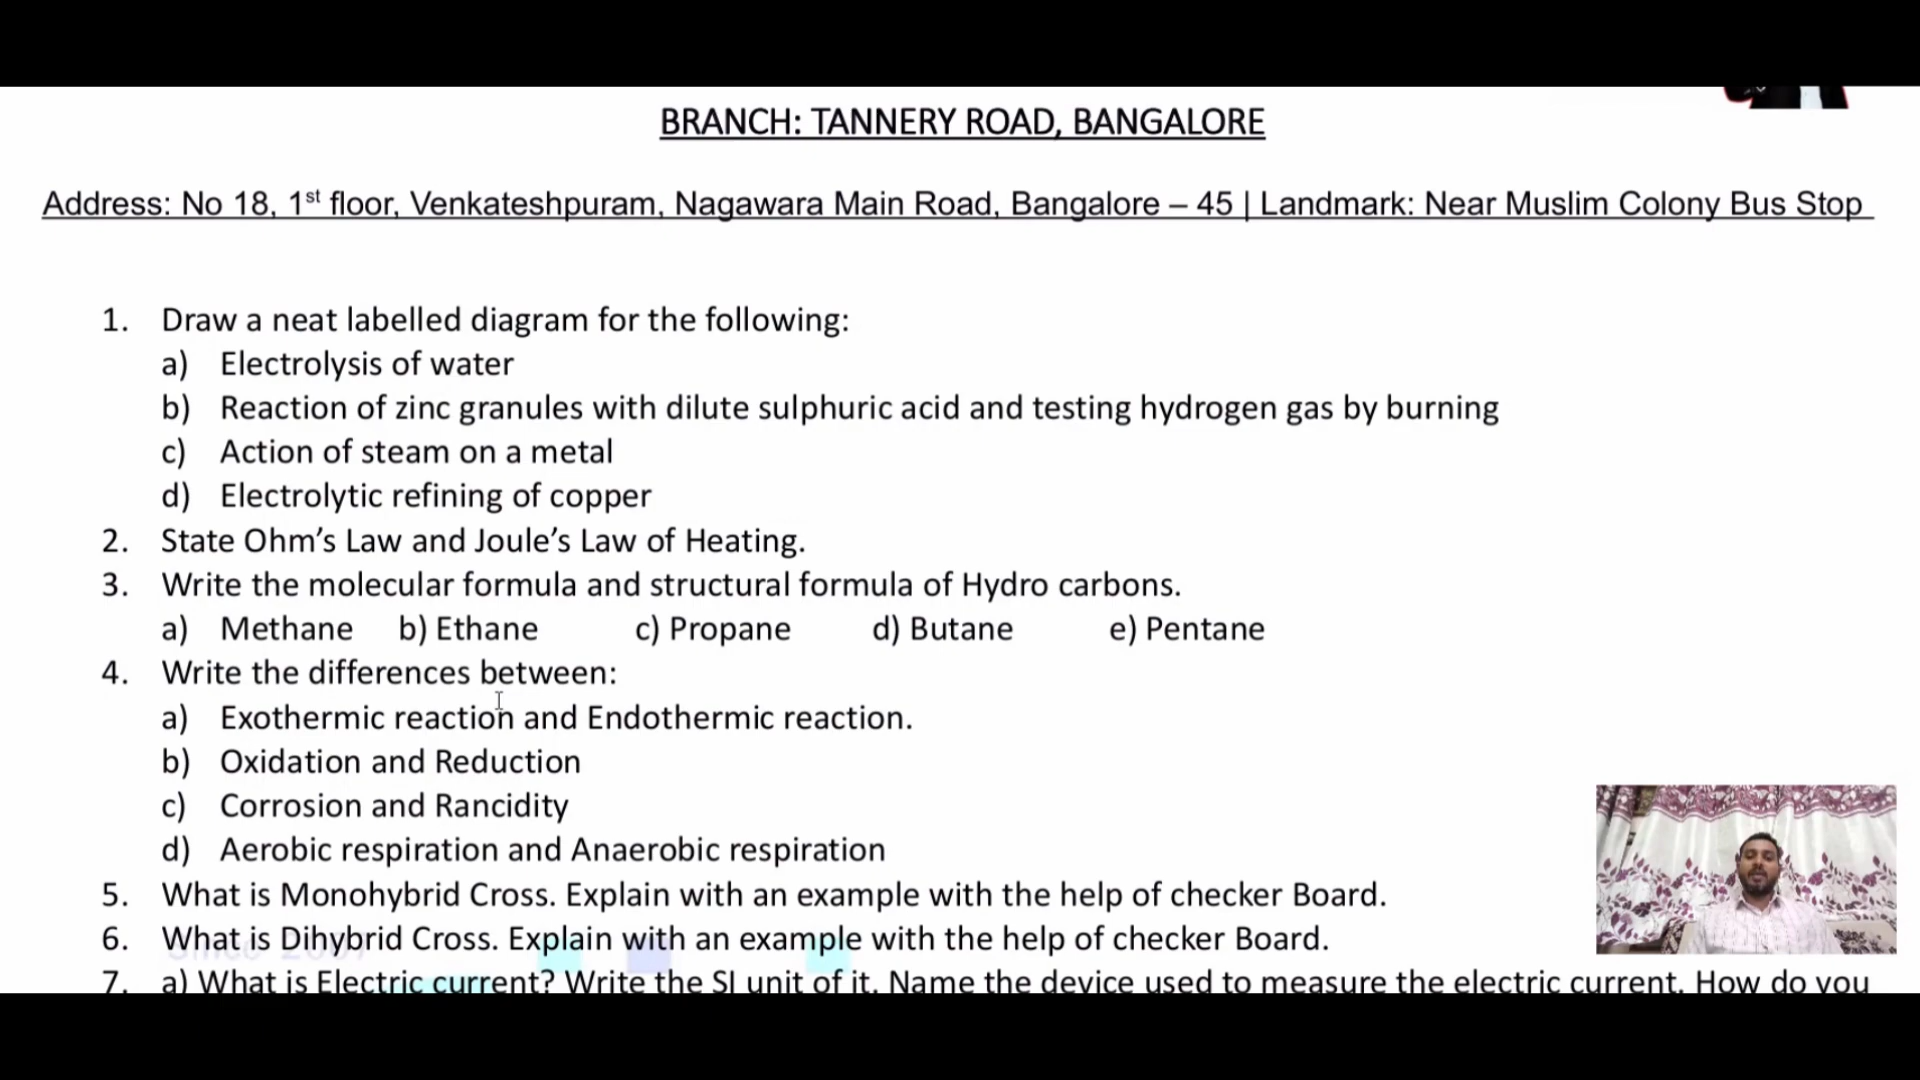 BRANCH: TANNERY ROAD, BANGALORE
Address: No 18, 1st floor, Venkateshpuram, Nagawara Main Road, Bangalore – 45 | Landmark: Near Muslim Colony Bus Stop
1. Draw a neat labelled diagram for the following:
a) Electrolysis of water
b) Reaction of zinc granules with dilute sulphuric acid and testing hydrogen gas by burning
c) Action of steam on a metal
d) Electrolytic refining of copper
2. State Ohm’s Law and Joule’s Law of Heating.
3. Write the molecular formula and structural formula of Hydro carbons.
a) Methane b) Ethane c) Propane d) Butane e) Pentane
4. Write the differences between:
a) Exothermic reaction and Endothermic reaction.
b) Oxidation and Reduction
c) Corrosion and Rancidity
d) Aerobic respiration and Anaerobic respiration
5. What is Monohybrid Cross. Explain with an example with the help of checker Board.
6. What is Dihybrid Cross. Explain with an example with the help of checker Board.
7. a) What is Electric current? Write the SI unit of it. Name the device used to measure the electric current. How do you